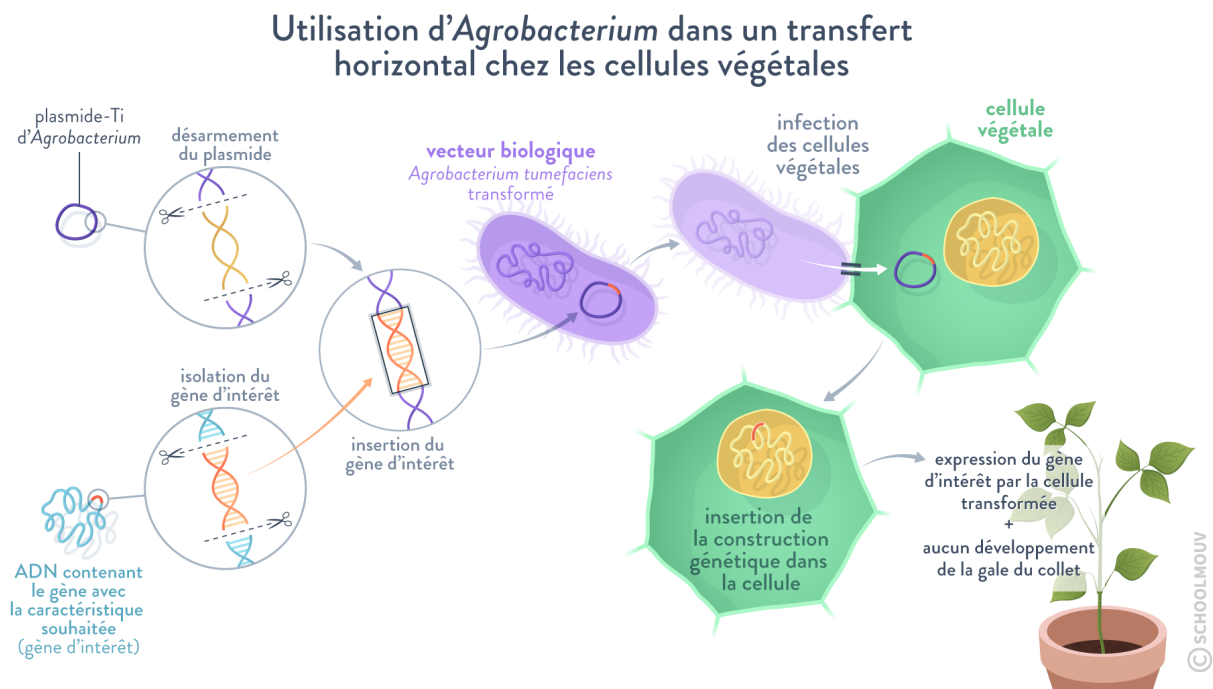 Utilisation d’Agrobacterium dans un transfert
horizontal chez les cellules végétales
plasmide-Ti
d’Agrobacterium
désarmement
du plasmide
vecteur biologique
Agrobacterium tumefaciens
transformé
infection
des cellules
végétales
cellule
végétale
isolation du
gène d’intérêt
insertion du
gène d’intérêt
ADN contenant
le gène avec
la caractéristique
souhaitée
(gène d’intérêt)
insertion de
la construction
génétique dans
la cellule
expression du gène
d’intérêt par la cellule
transformée
+
aucun développement
de la gale du collet
© SCHOOLMOUV